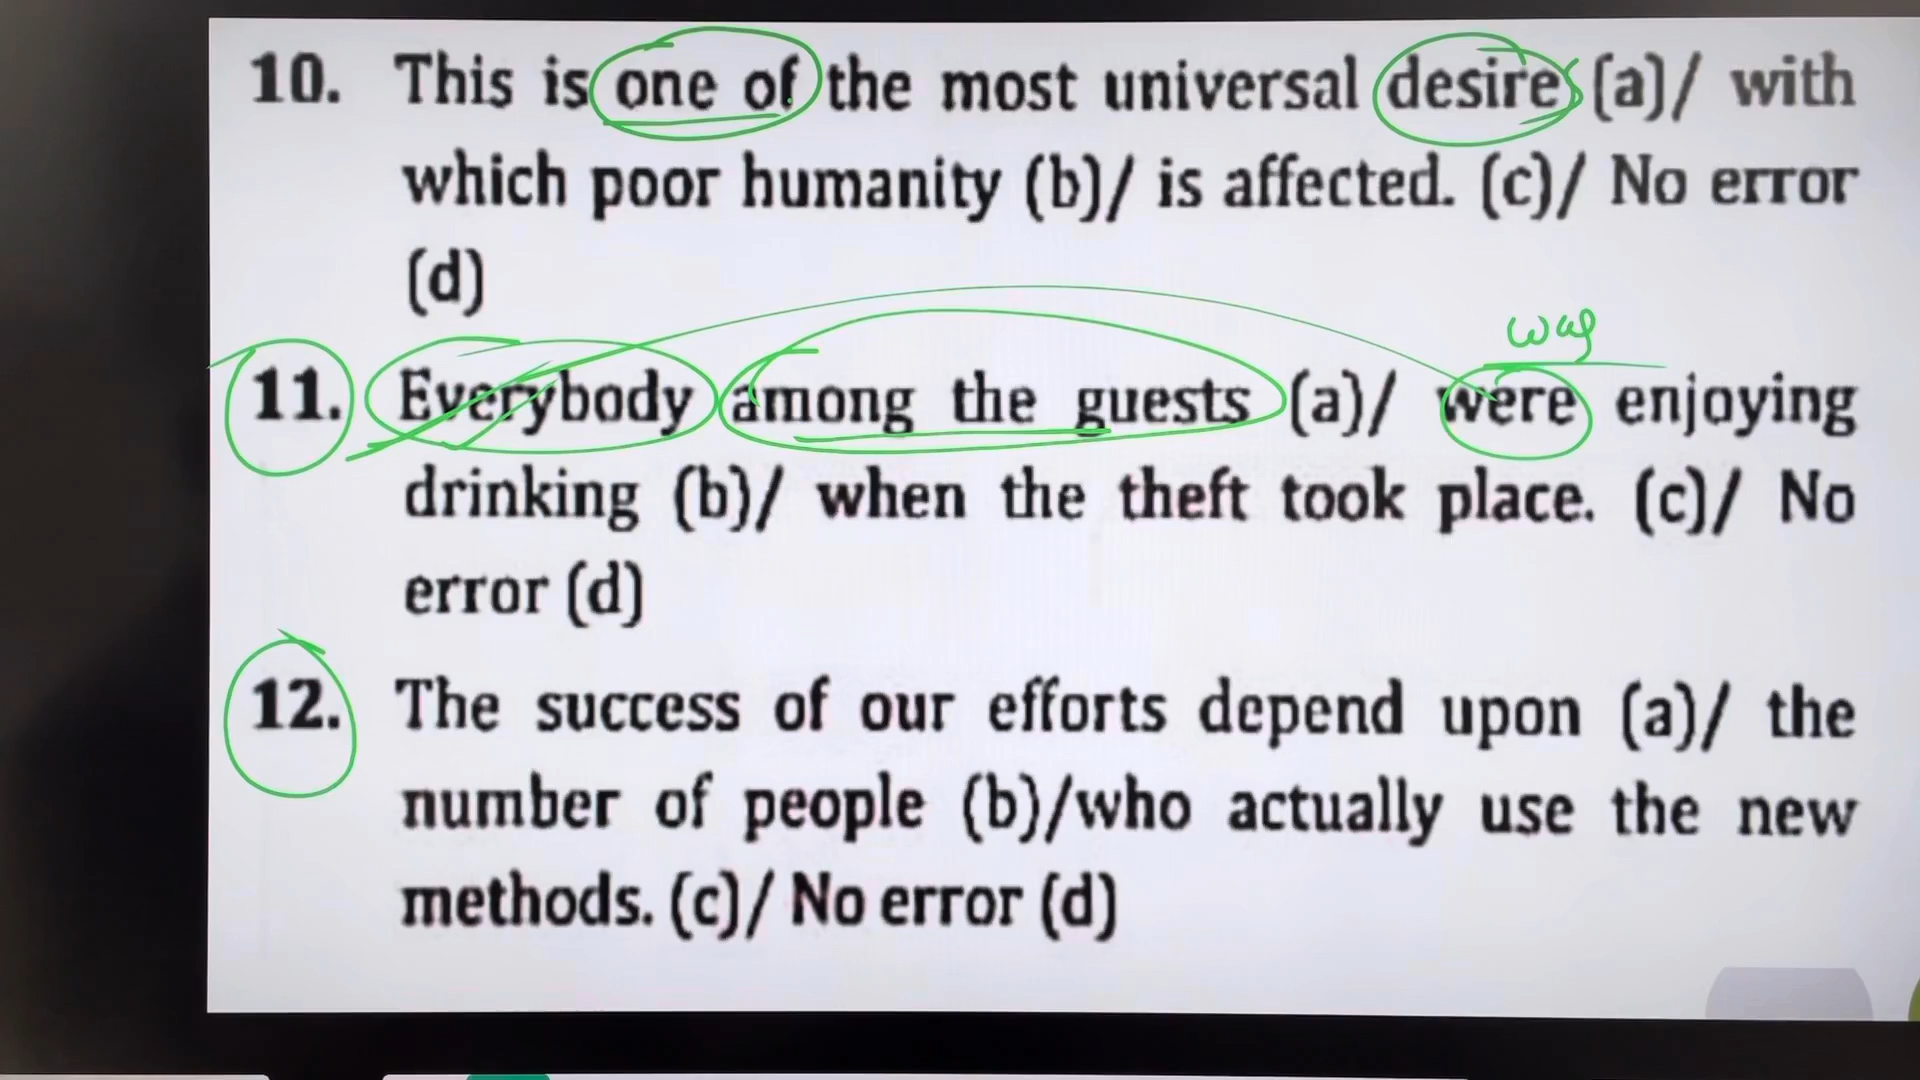 10. This is one of the most universal desires (a)/ with
which poor humanity (b)/ is affected. (c)/ No error
(d)
was
11. Everybody among the guests (a)/ were enjoying
drinking (b)/ when the theft took place. (c)/ No
error (d)
12. The success of our efforts depend upon (a)/ the
number of people (b)/who actually use the new
methods. (c)/ No error (d)